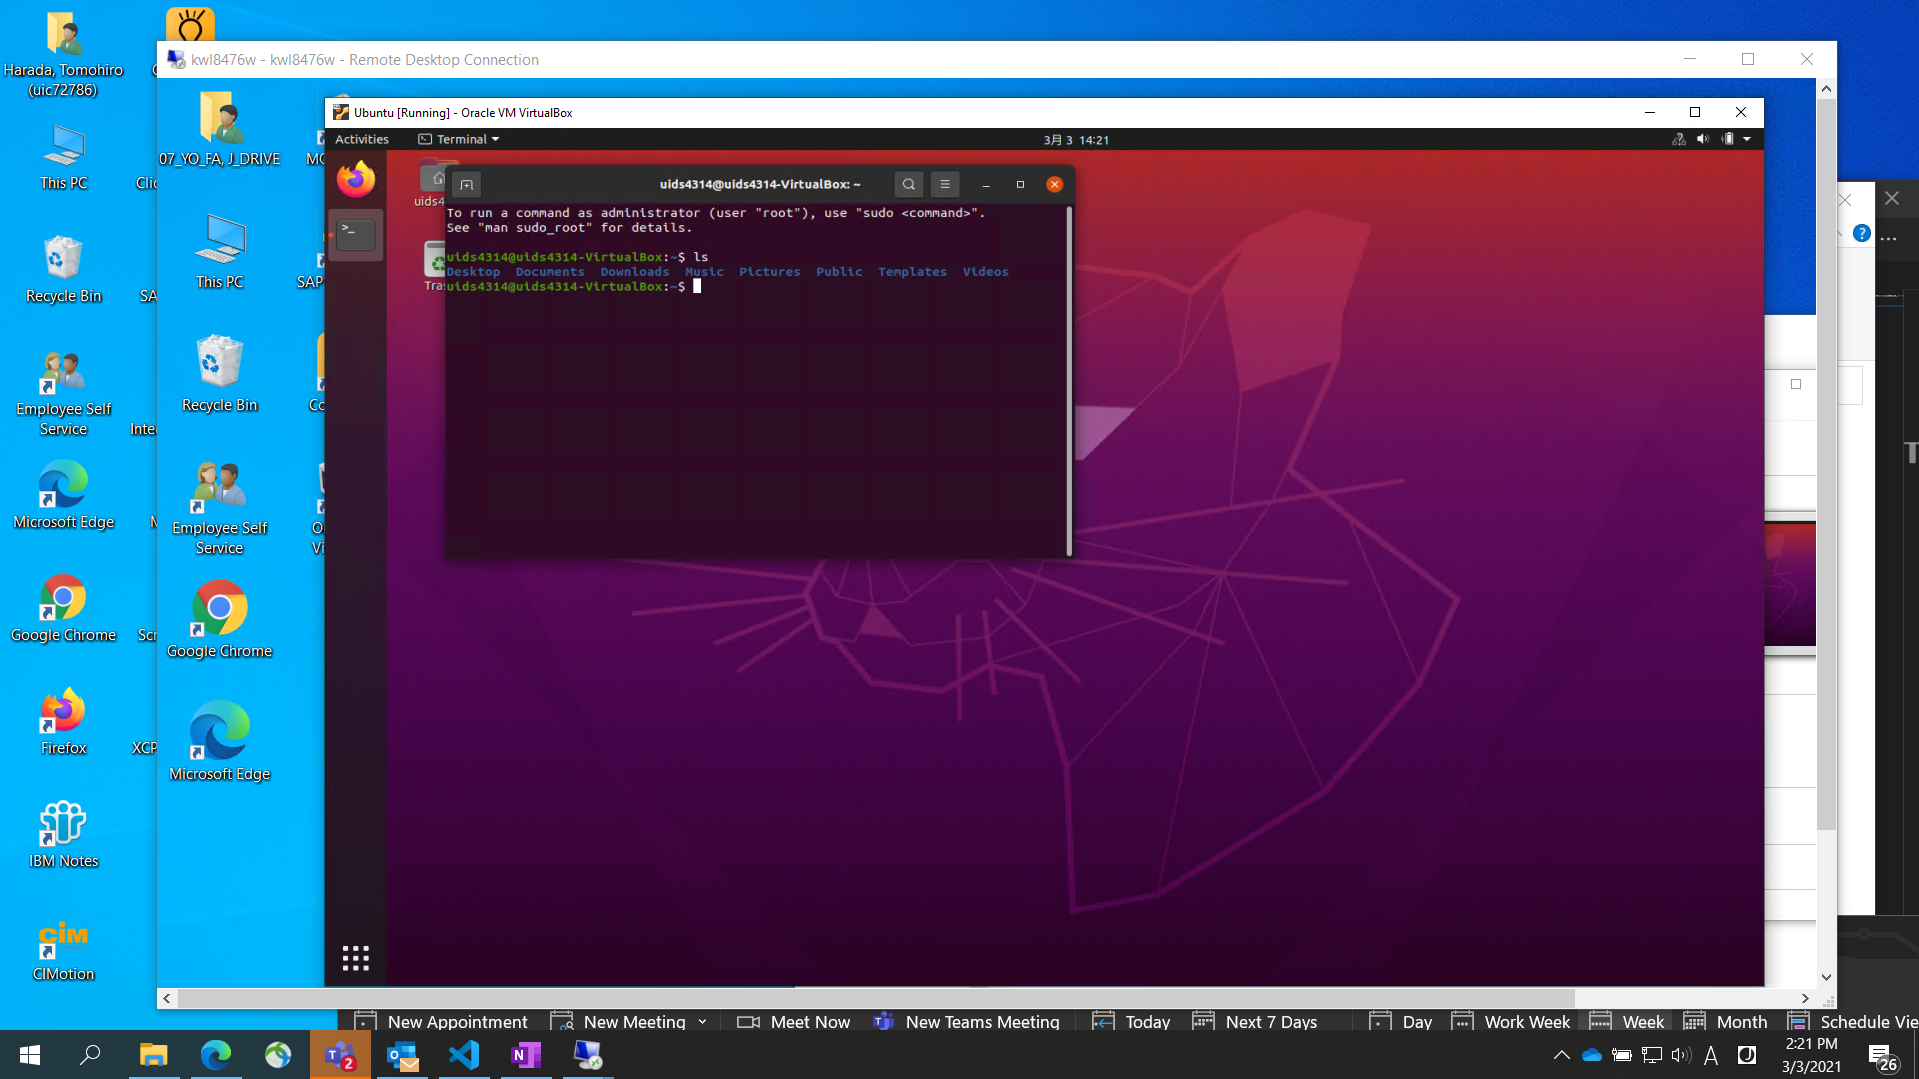 Harada, Tomohiro
(uic72786)
This PC
Recycle Bin
Employee Self
Service
Microsoft Edge
Google Chrome
Firefox
IBM Notes
CiM
CIMotion
kwl8476w - kwl8476w - Remote Desktop Connection
07_YO_FA, J_DRIVE
This PC
Recycle Bin
Employee Self
Service
Google Chrome
Microsoft Edge
SAP
XCP
Ubuntu [Running] - Oracle VM VirtualBox
Activities
Terminal
3月 3 14:21
uids4314@uids4314-VirtualBox: ~
To run a command as administrator (user "root"), use "sudo <command>".
See "man sudo_root" for details.
uids4314@uids4314-VirtualBox:~$ ls
Desktop Documents Downloads Music Pictures Public Templates Videos
uids4314@uids4314-VirtualBox:~$
New Appointment
New Meeting
Meet Now
New Teams Meeting
Today
Next 7 Days
Day
Work Week
Week
Month
Schedule Vie
2
A
2:21 PM
3/3/2021
26